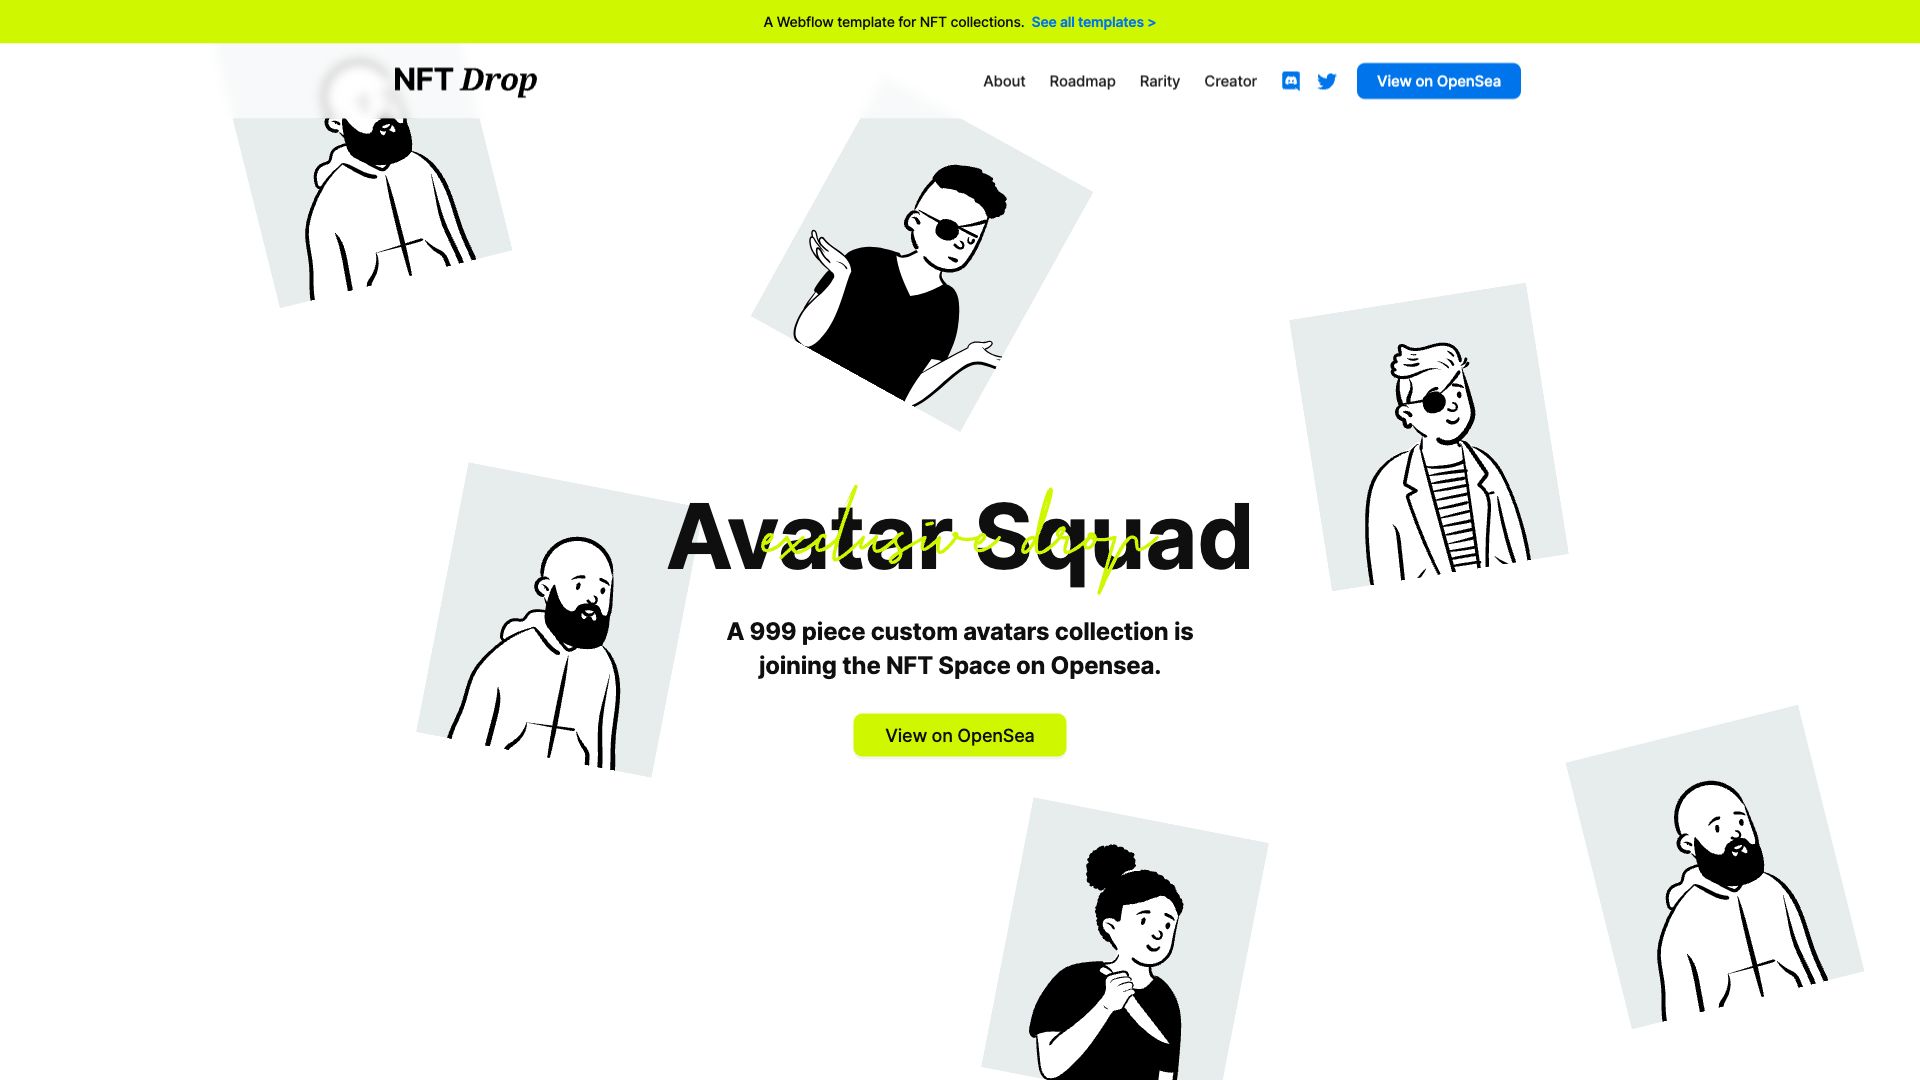 A Webflow template for NFT collections. See all templates >
NFT Drop
About Roadmap Rarity Creator View on OpenSea
Avatar Squad
exclusive drop
A 999 piece custom avatars collection is
joining the NFT Space on Opensea.
View on OpenSea